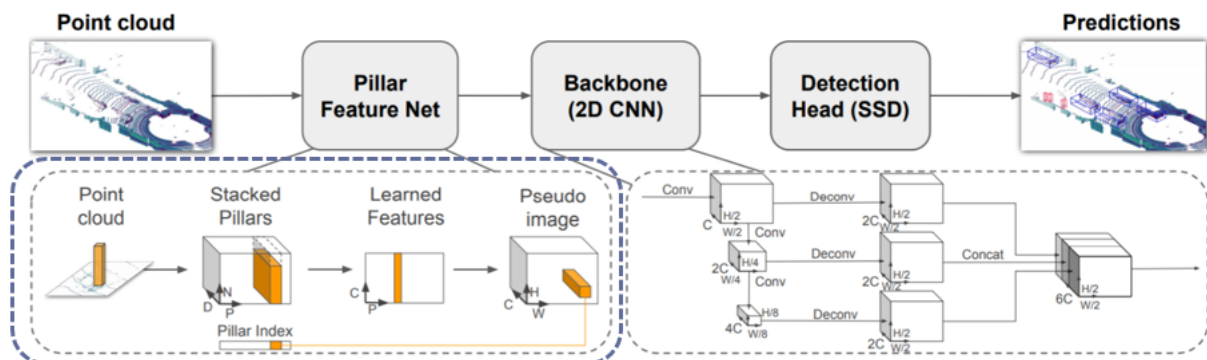 Point cloud
Pillar
Feature Net
Backbone
(2D CNN)
Detection
Head (SSD)
Predictions
Point
cloud
Stacked
Pillars
Learned
Features
Pseudo
image
N
D
P
C
P
H
C
W
Pillar Index
Conv
H/2
C
W/2
Conv
Deconv
2C
H/2
W/2
H/4
2C
W/4
Conv
Deconv
2C
H/2
W/2
Concat
H/8
4C
W/8
Deconv
2C
H/2
W/2
6C
H/2
W/2